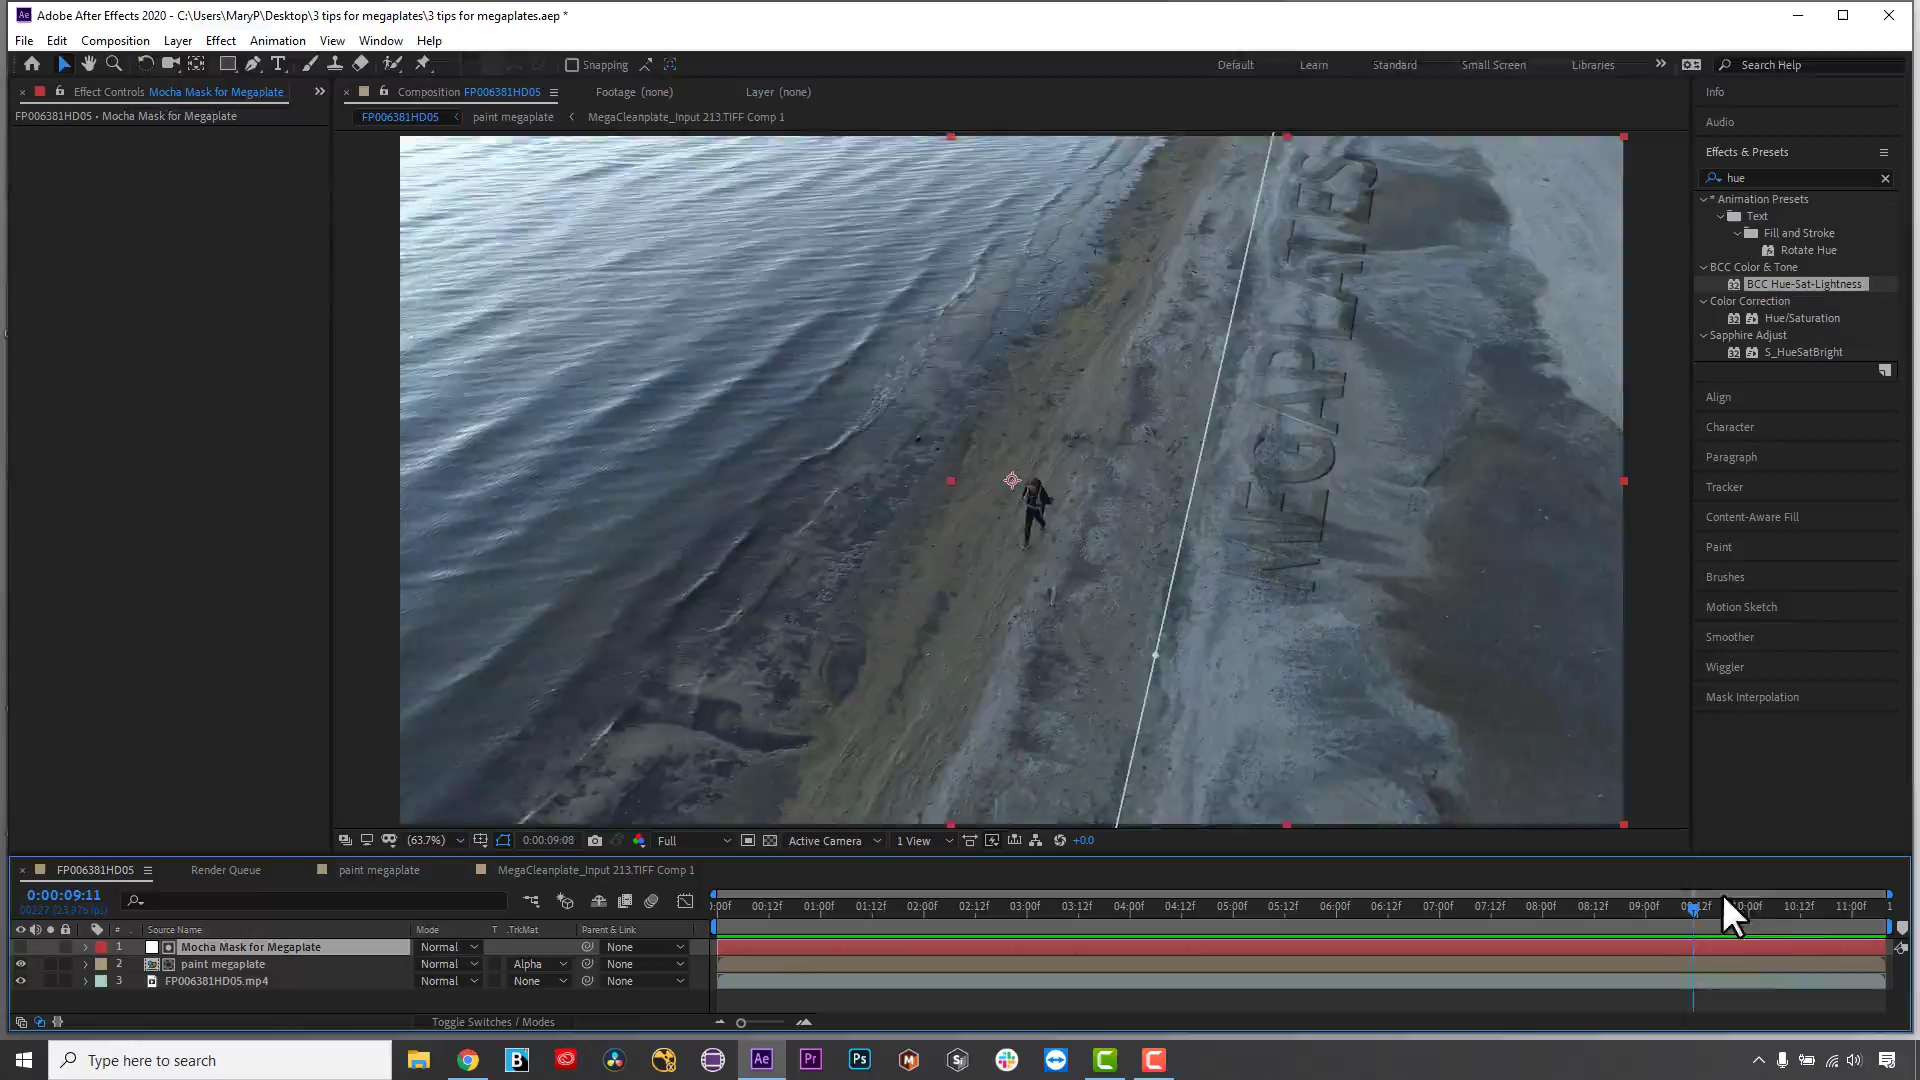 Adobe After Effects 2020 - C:\Users\MaryP\Desktop\3 tips for megaplates\3 tips for megaplates.aep *
File Edit Composition Layer Effect Animation View Window Help
Snapping Default Learn Standard Small Screen Libraries Search Help
Effect Controls Mocha Mask for Megaplate
Composition FP006381HD05 Footage (none) Layer (none)
FP006381HD05 • Mocha Mask for Megaplate
FP006381HD05 paint megaplate MegaCleanplate_Input 213.TIFF Comp 1
MEGAPLATES
Info
Audio
Effects & Presets
hue
* Animation Presets
Text
Fill and Stroke
Rotate Hue
BCC Color & Tone
BCC Hue-Sat-Lightness
Color Correction
Hue/Saturation
Sapphire Adjust
S_HueSatBright
Align
Character
Paragraph
Tracker
Content-Aware Fill
Paint
Brushes
Motion Sketch
Smoother
Wiggler
Mask Interpolation
(63.7%) 0:00:09:08 Full Active Camera 1 View +0.0
FP006381HD05 Render Queue paint megaplate MegaCleanplate_Input 213.TIFF Comp 1
0:00:09:11
00227 (23.976 fps)
:00f 00:12f 01:00f 01:12f 02:00f 02:12f 03:00f 03:12f 04:00f 04:12f 05:00f 05:12f 06:00f 06:12f 07:00f 07:12f 08:00f 08:12f 09:00f 10:12f 11:00f
# Source Name Mode T .TrkMat Parent & Link
1 Mocha Mask for Megaplate Normal None
2 paint megaplate Normal Alpha None
3 FP006381HD05.mp4 Normal None None
Toggle Switches / Modes
Type here to search
Ae Pr Ps